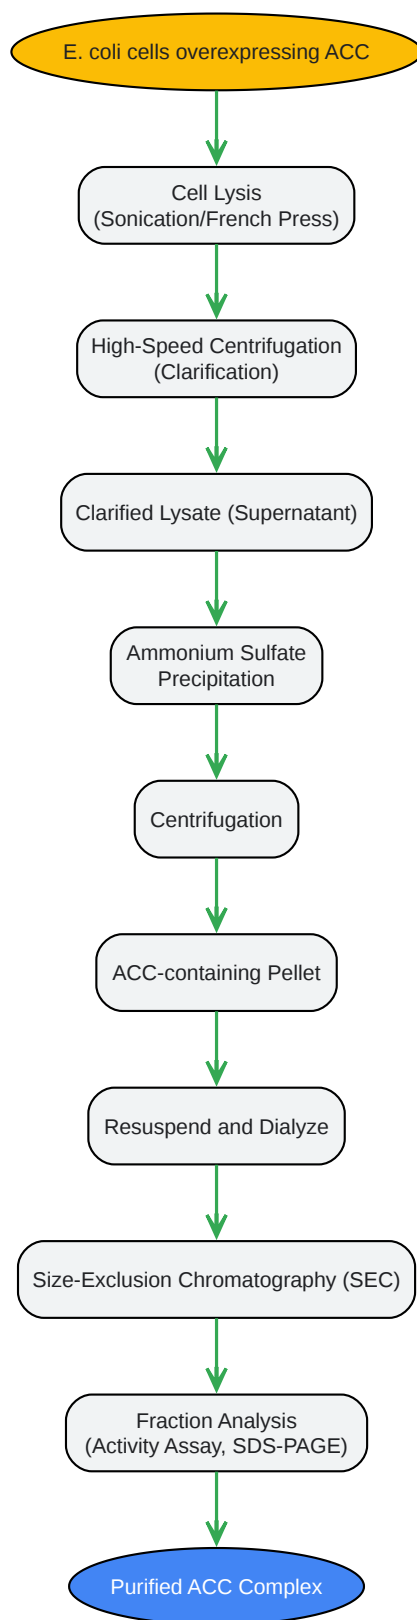 E. coli cells overexpressing ACC
Cell Lysis
(Sonication/French Press)
High-Speed Centrifugation
(Clarification)
Clarified Lysate (Supernatant)
Ammonium Sulfate
Precipitation
Centrifugation
ACC-containing Pellet
Resuspend and Dialyze
Size-Exclusion Chromatography (SEC)
Fraction Analysis
(Activity Assay, SDS-PAGE)
Purified ACC Complex